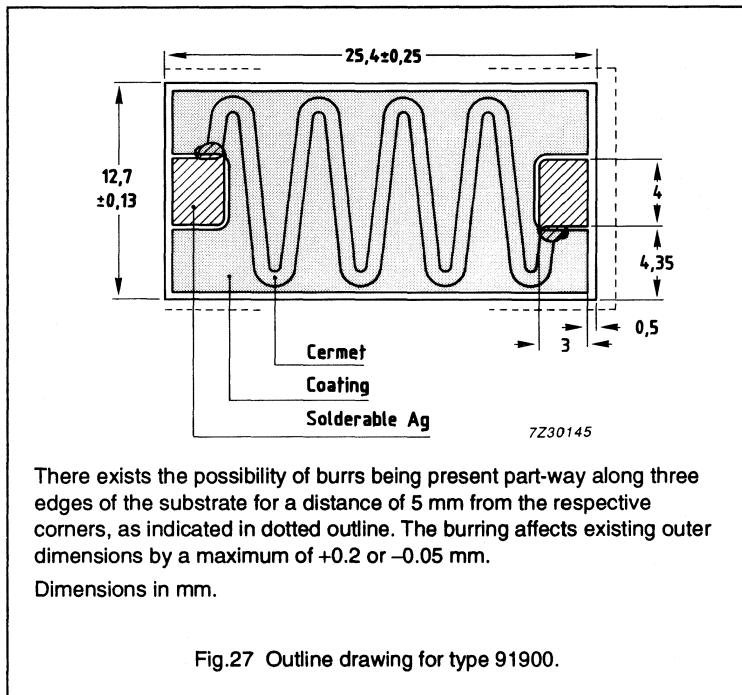 25,4±0,25
12,7
±0,13
4
4,35
0,5
3
Cermet
Coating
Solderable Ag
7Z30145
There exists the possibility of burrs being present part-way along three
edges of the substrate for a distance of 5 mm from the respective
corners, as indicated in dotted outline. The burring affects existing outer
dimensions by a maximum of +0.2 or –0.05 mm.
Dimensions in mm.
Fig.27 Outline drawing for type 91900.